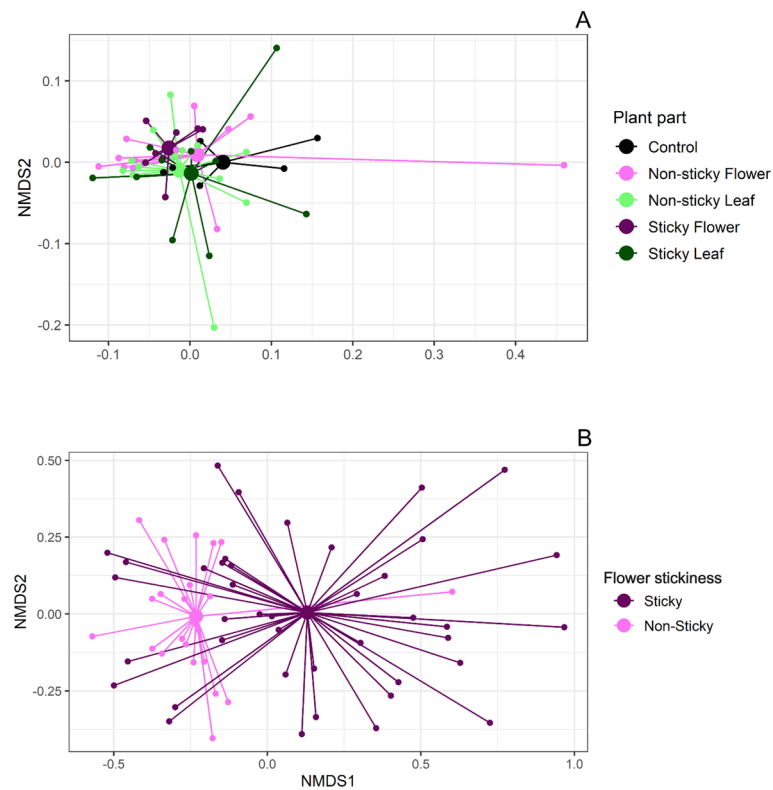 A
NMDS2
0.1
0.0
-0.1
-0.2
-0.1
0.0
0.1
0.2
0.3
0.4
Plant part
Control
Non-sticky Flower
Non-sticky Leaf
Sticky Flower
Sticky Leaf
B
NMDS2
0.50
0.25
0.00
-0.25
-0.5
0.0
0.5
1.0
NMDS1
Flower stickiness
Sticky
Non-Sticky